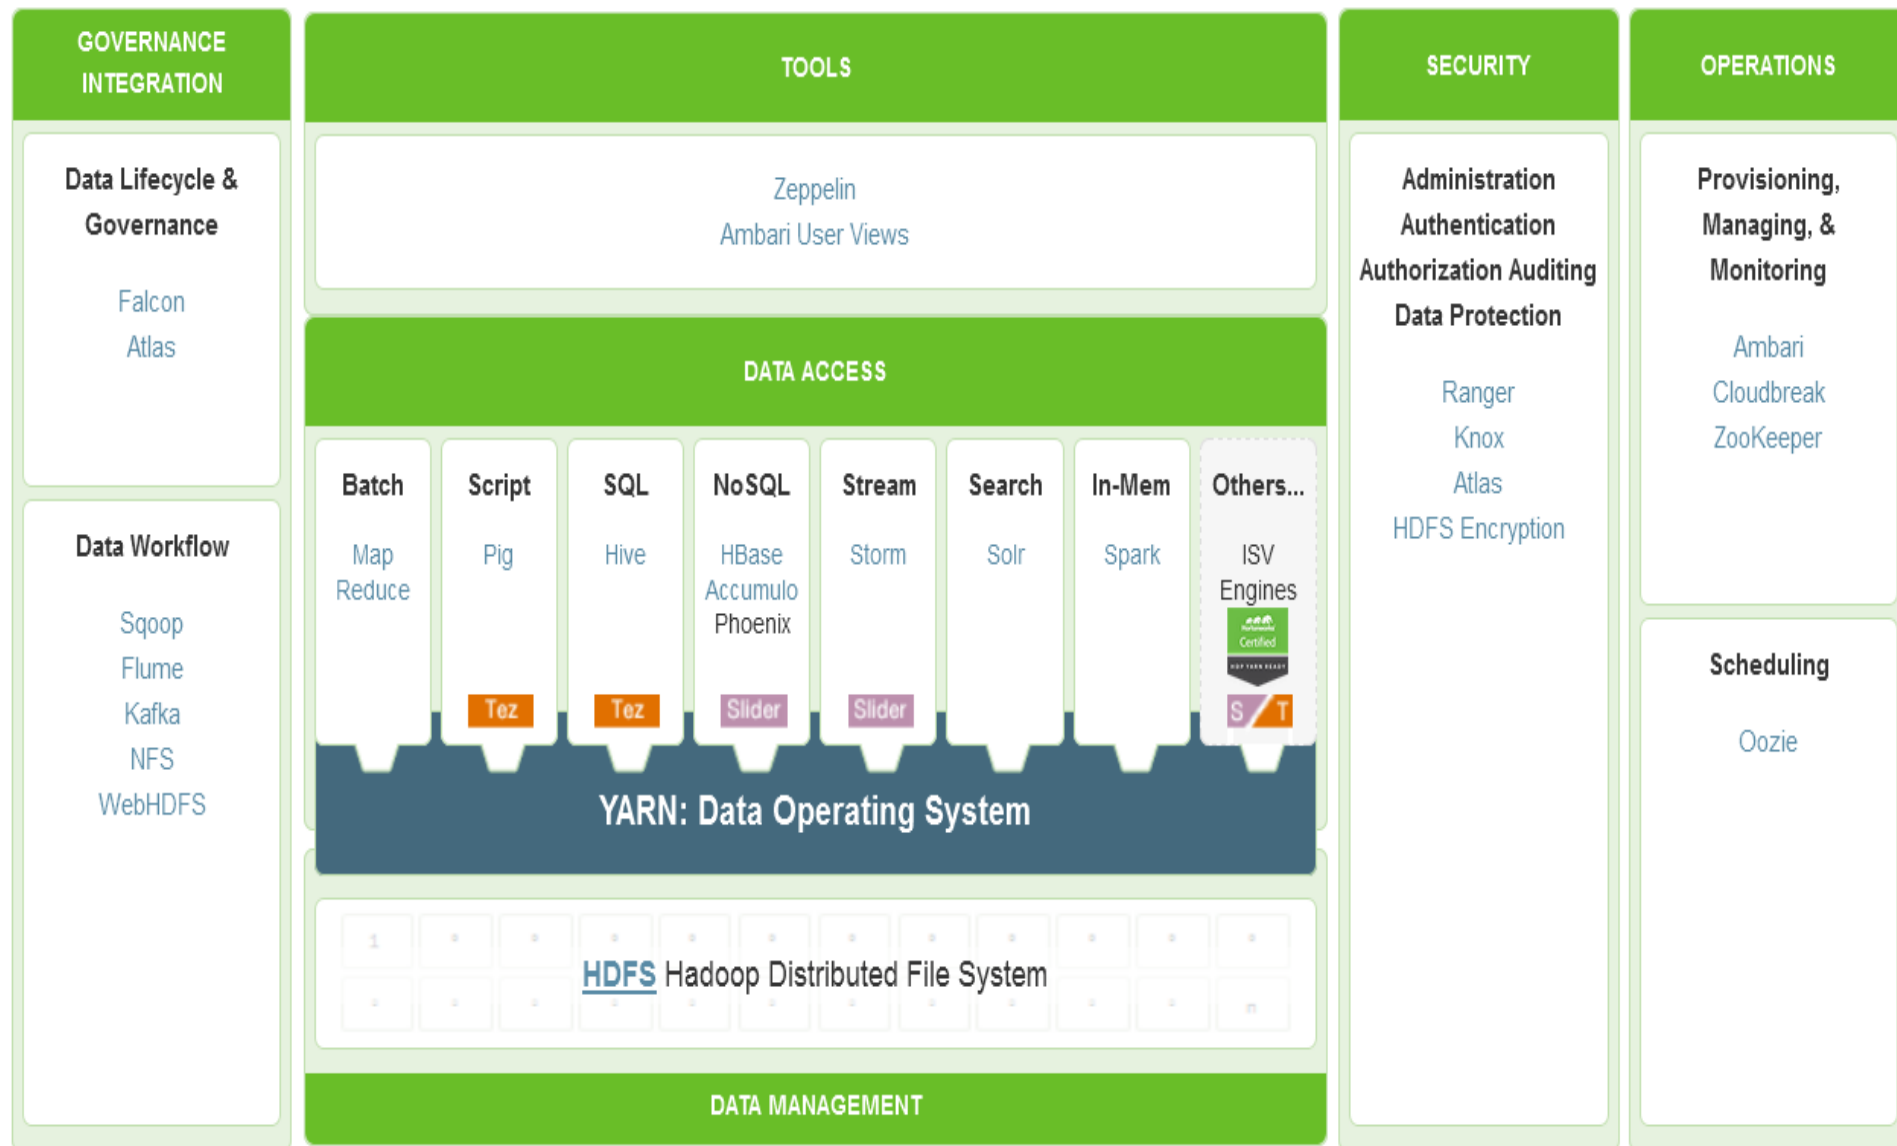 GOVERNANCE
INTEGRATION
Data Lifecycle &
Governance
Falcon
Atlas
Data Workflow
Sqoop
Flume
Kafka
NFS
WebHDFS
TOOLS
Zeppelin
Ambari User Views
DATA ACCESS
Batch
Map
Reduce
Script
Pig
Tez
SQL
Hive
Tez
NoSQL
HBase
Accumulo
Phoenix
Slider
Stream
Storm
Slider
Search
Solr
In-Mem
Spark
Others...
ISV
Engines
Hortonworks
Certified
HDP YARN READY
S T
YARN: Data Operating System
1
HDFS Hadoop Distributed File System
n
DATA MANAGEMENT
SECURITY
Administration
Authentication
Authorization Auditing
Data Protection
Ranger
Knox
Atlas
HDFS Encryption
OPERATIONS
Provisioning,
Managing, &
Monitoring
Ambari
Cloudbreak
ZooKeeper
Scheduling
Oozie